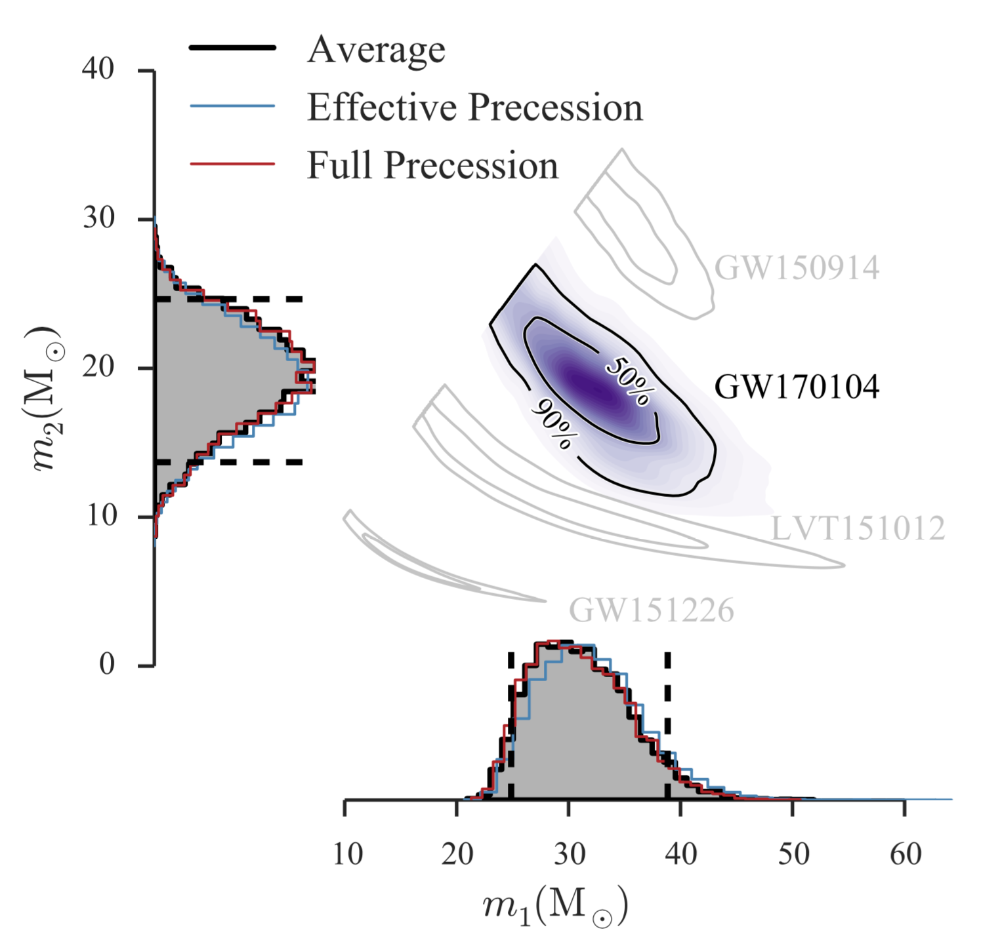 Average
Effective Precession
Full Precession
40
30
20
10
0
m₂(M☉)
GW150914
GW170104
50%
90%
LVT151012
GW151226
10 20 30 40 50 60
m₁(M☉)